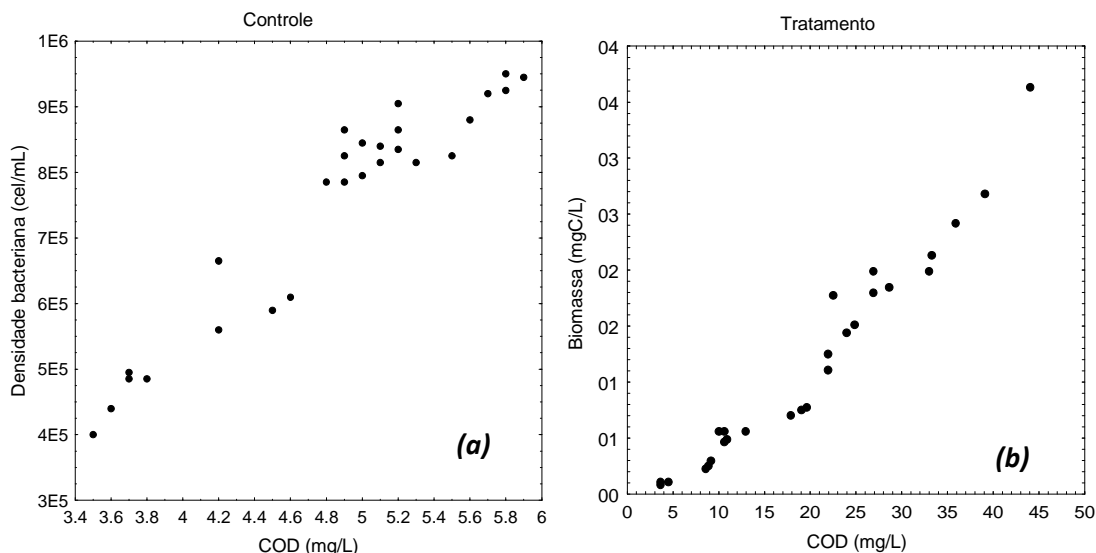 Controle
Densidade bacteriana (cel/mL)
1E6
9E5
8E5
7E5
6E5
5E5
4E5
3E5
(a)
3.4 3.6 3.8 4 4.2 4.4 4.6 4.8 5 5.2 5.4 5.6 5.8 6
COD (mg/L)
Tratamento
Biomassa (mgC/L)
04
04
03
03
02
02
01
01
00
(b)
0 5 10 15 20 25 30 35 40 45 50
COD (mg/L)